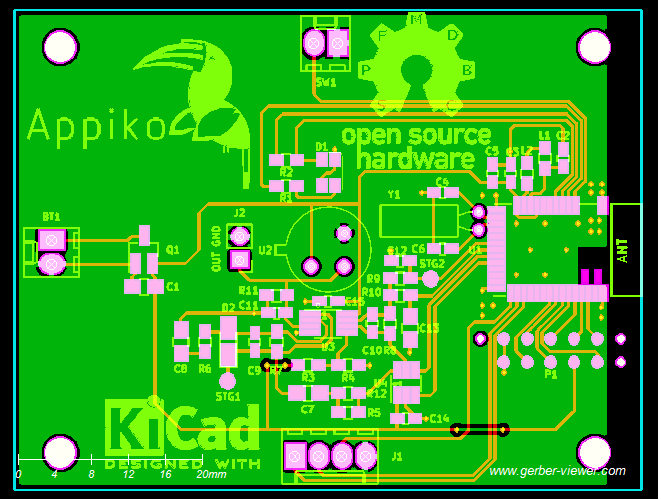 SW1
M
F
D
P
B
S
C
Appiko
open source
hardware
D1
R2
R1
C5
L2
L1
C2
Y1
C4
BT1
J2
OUT GND
U2
Q1
C6
U1
ANT
C12
STG2
R9
C1
R11
R10
C11
C15
D2
U3
C13
C10
C8
R6
C9
R3
R4
STG1
U4
P1
C7
R12
R5
C14
KiCad
DESIGNED WITH
J1
www.gerber-viewer.com
0 4 8 12 16 20mm